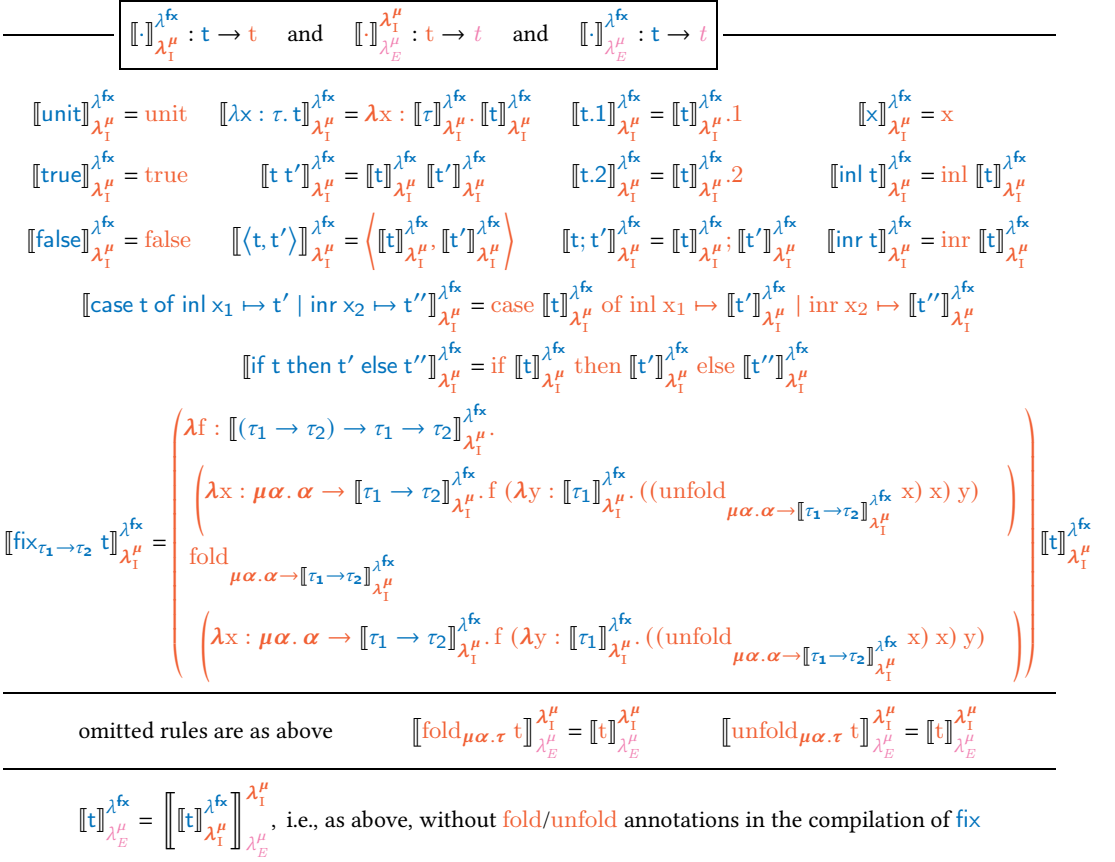 ⟦·⟧^{λ^fx}_{λ^μ_I} : t → t and ⟦·⟧^{λ^μ_I}_{λ^μ_E} : t → t and ⟦·⟧^{λ^fx}_{λ^μ_E} : t → t
⟦unit⟧^{λ^fx}_{λ^μ_I} = unit ⟦λx : τ. t⟧^{λ^fx}_{λ^μ_I} = λx : ⟦τ⟧^{λ^fx}_{λ^μ_I}. ⟦t⟧^{λ^fx}_{λ^μ_I} ⟦t.1⟧^{λ^fx}_{λ^μ_I} = ⟦t⟧^{λ^fx}_{λ^μ_I}.1 ⟦x⟧^{λ^fx}_{λ^μ_I} = x
⟦true⟧^{λ^fx}_{λ^μ_I} = true ⟦t t′⟧^{λ^fx}_{λ^μ_I} = ⟦t⟧^{λ^fx}_{λ^μ_I} ⟦t′⟧^{λ^fx}_{λ^μ_I} ⟦t.2⟧^{λ^fx}_{λ^μ_I} = ⟦t⟧^{λ^fx}_{λ^μ_I}.2 ⟦inl t⟧^{λ^fx}_{λ^μ_I} = inl ⟦t⟧^{λ^fx}_{λ^μ_I}
⟦false⟧^{λ^fx}_{λ^μ_I} = false ⟦⟨t, t′⟩⟧^{λ^fx}_{λ^μ_I} = ⟨⟦t⟧^{λ^fx}_{λ^μ_I}, ⟦t′⟧^{λ^fx}_{λ^μ_I}⟩ ⟦t; t′⟧^{λ^fx}_{λ^μ_I} = ⟦t⟧^{λ^fx}_{λ^μ_I}; ⟦t′⟧^{λ^fx}_{λ^μ_I} ⟦inr t⟧^{λ^fx}_{λ^μ_I} = inr ⟦t⟧^{λ^fx}_{λ^μ_I}
⟦case t of inl x₁ ↦ t′ | inr x₂ ↦ t′′⟧^{λ^fx}_{λ^μ_I} = case ⟦t⟧^{λ^fx}_{λ^μ_I} of inl x₁ ↦ ⟦t′⟧^{λ^fx}_{λ^μ_I} | inr x₂ ↦ ⟦t′′⟧^{λ^fx}_{λ^μ_I}
⟦if t then t′ else t′′⟧^{λ^fx}_{λ^μ_I} = if ⟦t⟧^{λ^fx}_{λ^μ_I} then ⟦t′⟧^{λ^fx}_{λ^μ_I} else ⟦t′′⟧^{λ^fx}_{λ^μ_I}
⟦fix_{τ₁→τ₂} t⟧^{λ^fx}_{λ^μ_I} = ( λf : ⟦(τ₁ → τ₂) → τ₁ → τ₂⟧^{λ^fx}_{λ^μ_I}.
(λx : μα. α → ⟦τ₁ → τ₂⟧^{λ^fx}_{λ^μ_I}. f (λy : ⟦τ₁⟧^{λ^fx}_{λ^μ_I}. ((unfold_{μα.α→⟦τ₁→τ₂⟧^{λ^fx}_{λ^μ_I}} x) x) y) )
fold_{μα.α→⟦τ₁→τ₂⟧^{λ^fx}_{λ^μ_I}}
(λx : μα. α → ⟦τ₁ → τ₂⟧^{λ^fx}_{λ^μ_I}. f (λy : ⟦τ₁⟧^{λ^fx}_{λ^μ_I}. ((unfold_{μα.α→⟦τ₁→τ₂⟧^{λ^fx}_{λ^μ_I}} x) x) y) ) ) ⟦t⟧^{λ^fx}_{λ^μ_I}
omitted rules are as above ⟦fold_{μα.τ} t⟧^{λ^μ_I}_{λ^μ_E} = ⟦t⟧^{λ^μ_I}_{λ^μ_E} ⟦unfold_{μα.τ} t⟧^{λ^μ_I}_{λ^μ_E} = ⟦t⟧^{λ^μ_I}_{λ^μ_E}
⟦t⟧^{λ^fx}_{λ^μ_E} = ⟦⟦t⟧^{λ^fx}_{λ^μ_I}⟧^{λ^μ_I}_{λ^μ_E}, i.e., as above, without fold/unfold annotations in the compilation of fix